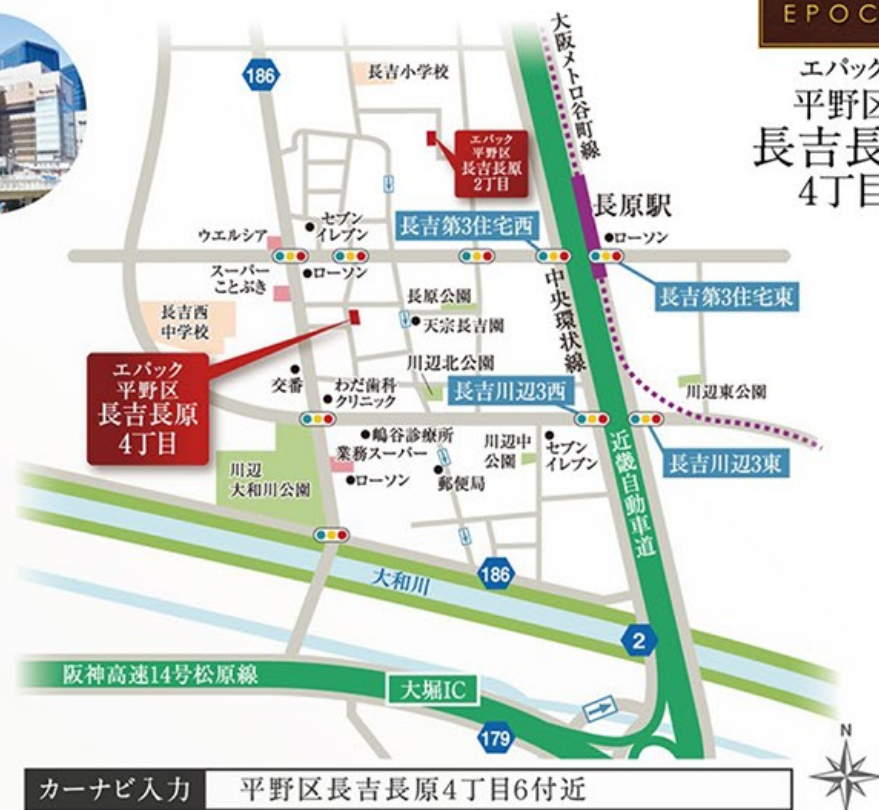 EPOC
エパック
平野区
長吉長
4丁目
大阪メトロ谷町線
186
長吉小学校
エパック
平野区
長吉長原
2丁目
長原駅
ローソン
セブン
イレブン
長吉第3住宅西
ウエルシア
ローソン
スーパー
ことぶき
長吉第3住宅東
中央環状線
長原公園
天宗長吉園
長吉西
中学校
川辺北公園
エパック
平野区
長吉長原
4丁目
交番
わだ歯科
クリニック
長吉川辺3西
川辺東公園
嶋谷診療所
業務スーパー
ローソン
郵便局
川辺中
公園
セブン
イレブン
長吉川辺3東
近畿自動車道
川辺
大和川公園
大和川
186
2
阪神高速14号松原線
大堀IC
179
N
カーナビ入力 平野区長吉長原4丁目6付近